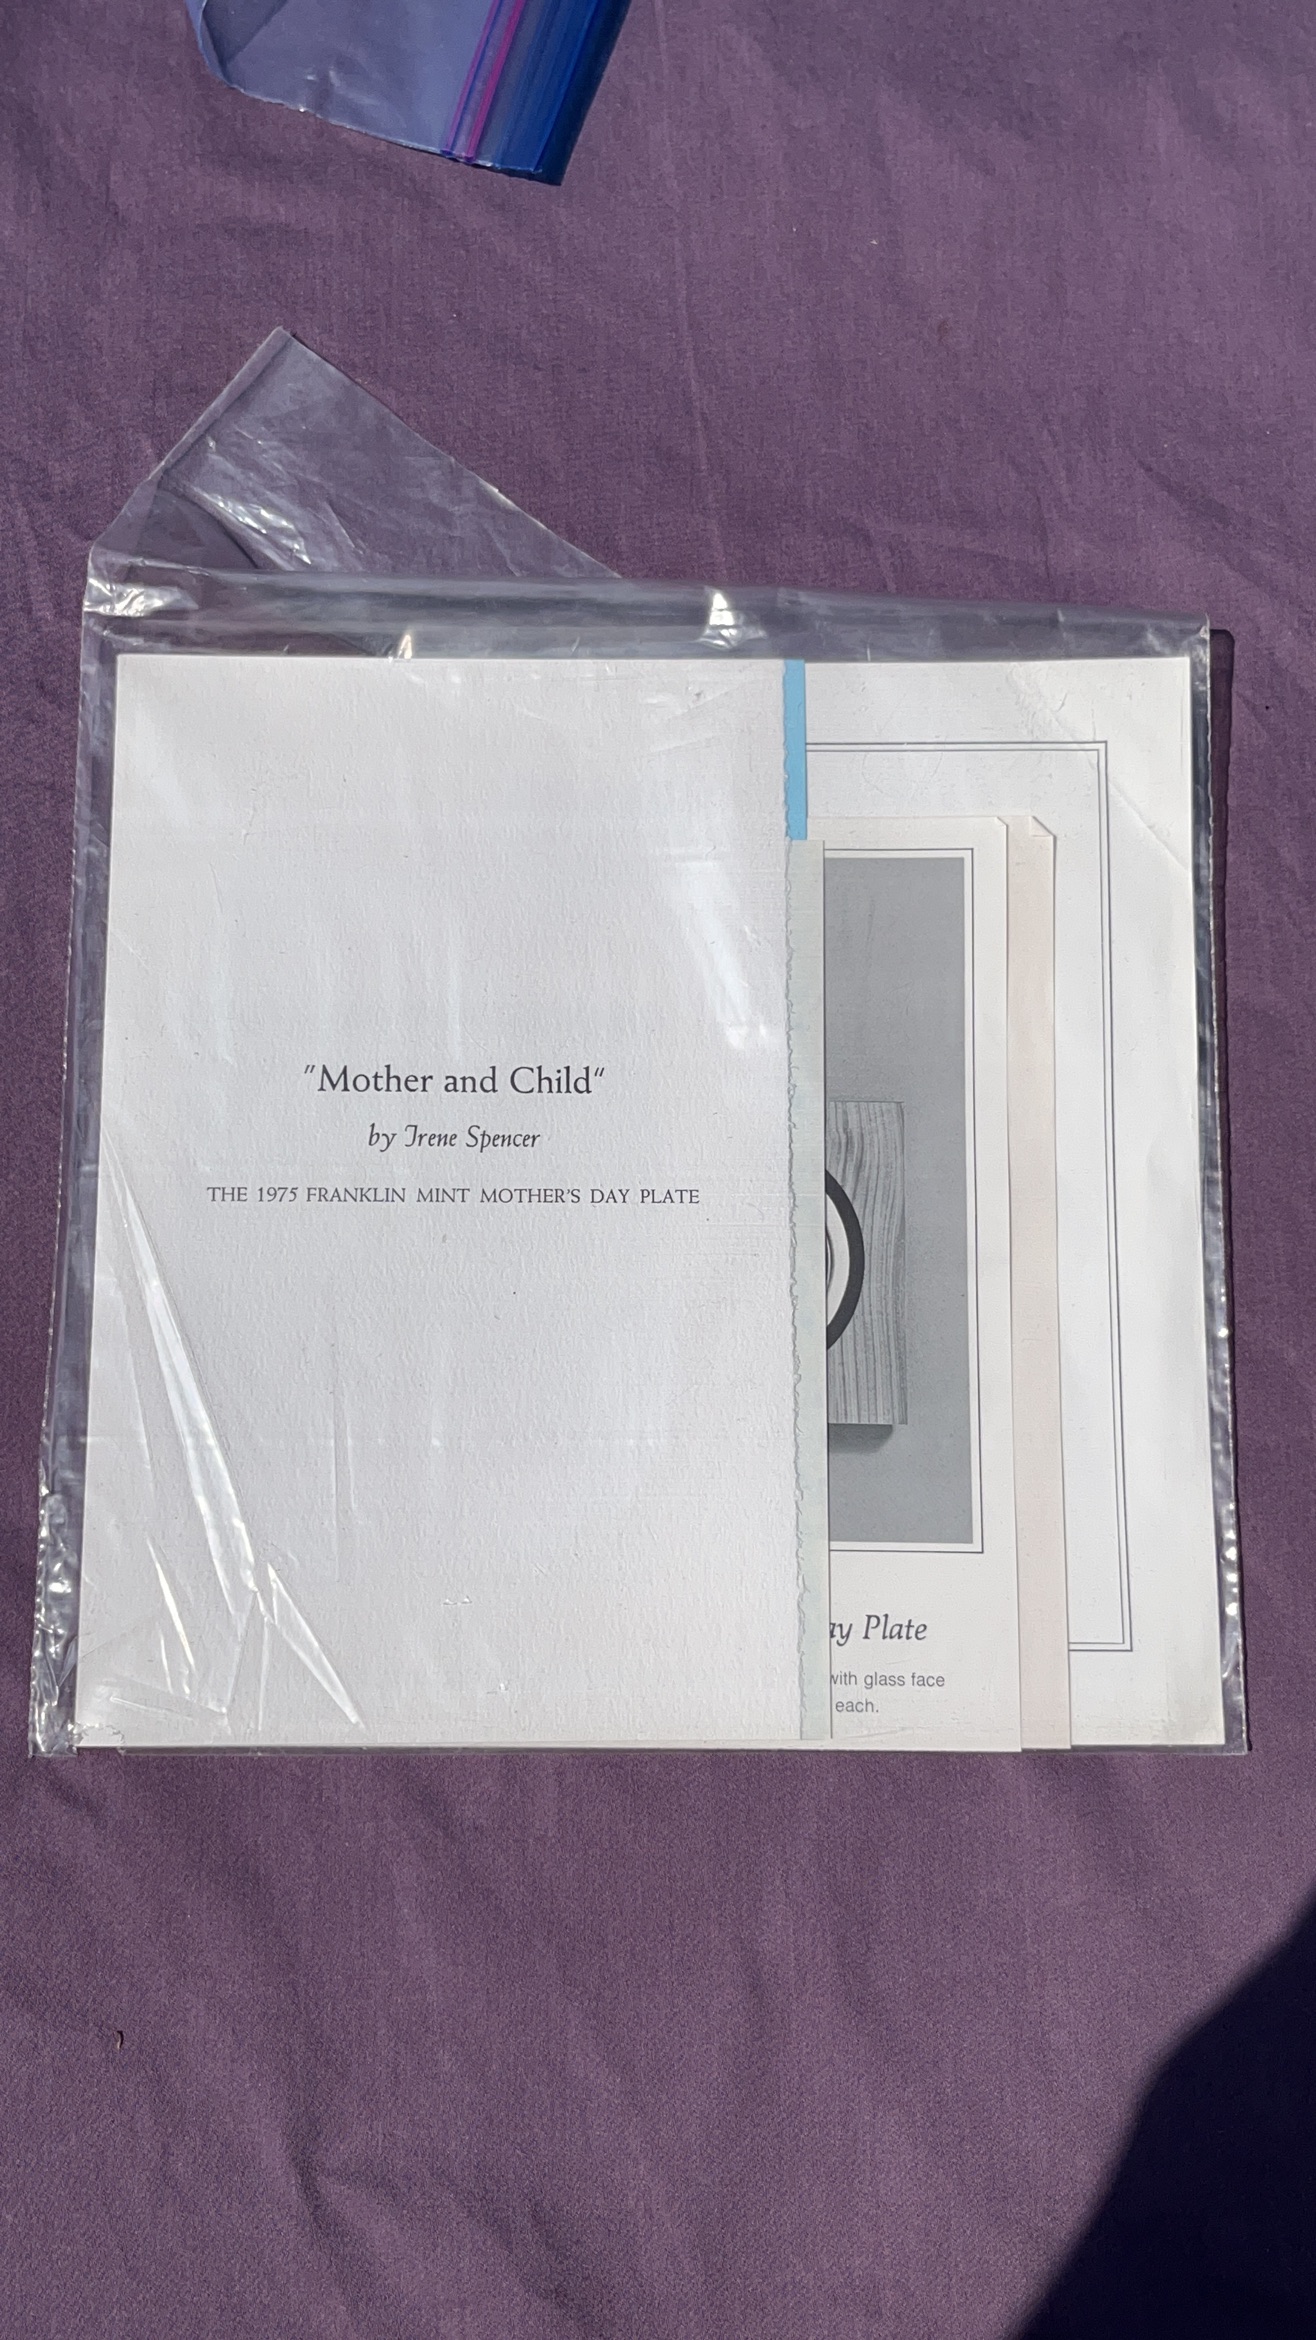 "Mother and Child"
by Irene Spencer
THE 1975 FRANKLIN MINT MOTHER'S DAY PLATE
Plate
with glass face
each.